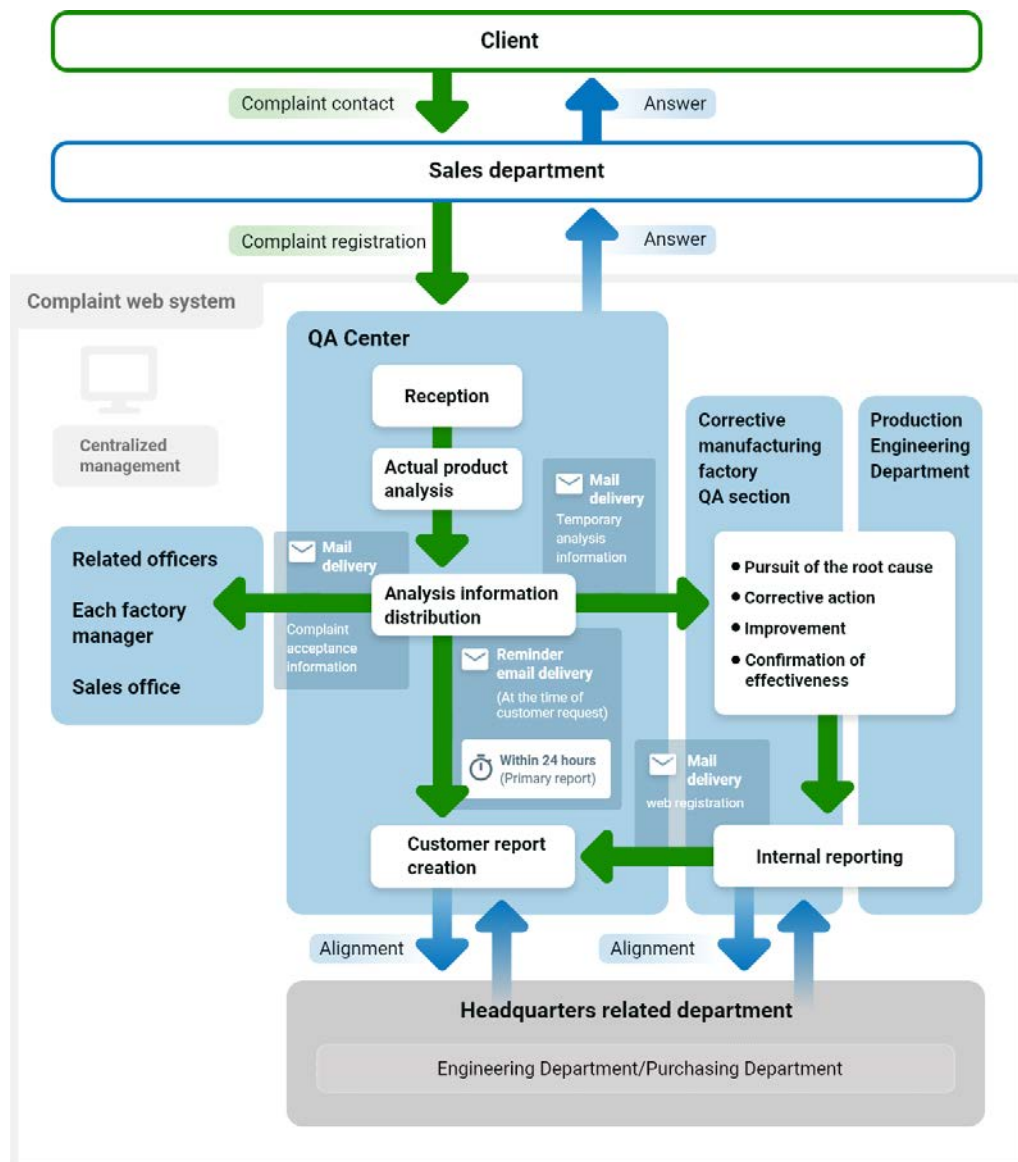 Client
Complaint contact
Answer
Sales department
Complaint registration
Answer
Complaint web system
Centralized
management
QA Center
Reception
Actual product
analysis
Mail
delivery
Temporary
analysis
information
Corrective
manufacturing
factory
QA section
Production
Engineering
Department
Related officers
Each factory
manager
Sales office
Mail
delivery
Complaint
acceptance
information
Analysis information
distribution
Reminder
email delivery
(At the time of
customer request)
Within 24 hours
(Primary report)
• Pursuit of the root cause
• Corrective action
• Improvement
• Confirmation of
effectiveness
Mail
delivery
web registration
Customer report
creation
Internal reporting
Alignment
Alignment
Headquarters related department
Engineering Department/Purchasing Department